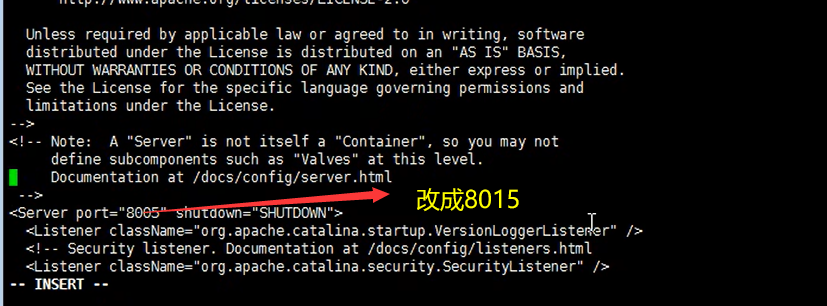 http://www.apache.org/licenses/LICENSE-2.0
Unless required by applicable law or agreed to in writing, software
distributed under the License is distributed on an "AS IS" BASIS,
WITHOUT WARRANTIES OR CONDITIONS OF ANY KIND, either express or implied.
See the License for the specific language governing permissions and
limitations under the License.
-->
<!-- Note:  A "Server" is not itself a "Container", so you may not
define subcomponents such as "Valves" at this level.
Documentation at /docs/config/server.html
-->
改成8015
<Server port="8005" shutdown="SHUTDOWN">
<Listener className="org.apache.catalina.startup.VersionLoggerListener" />
<!-- Security listener. Documentation at /docs/config/listeners.html
<Listener className="org.apache.catalina.security.SecurityListener" />
-- INSERT --